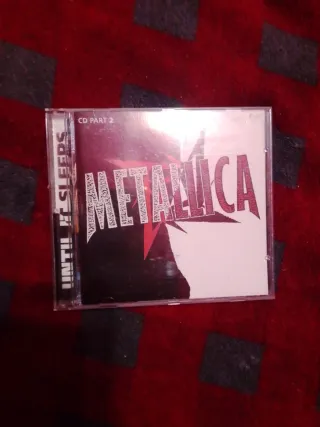 CD PART 2
METALLICA
UNTIL IT SLEEPS